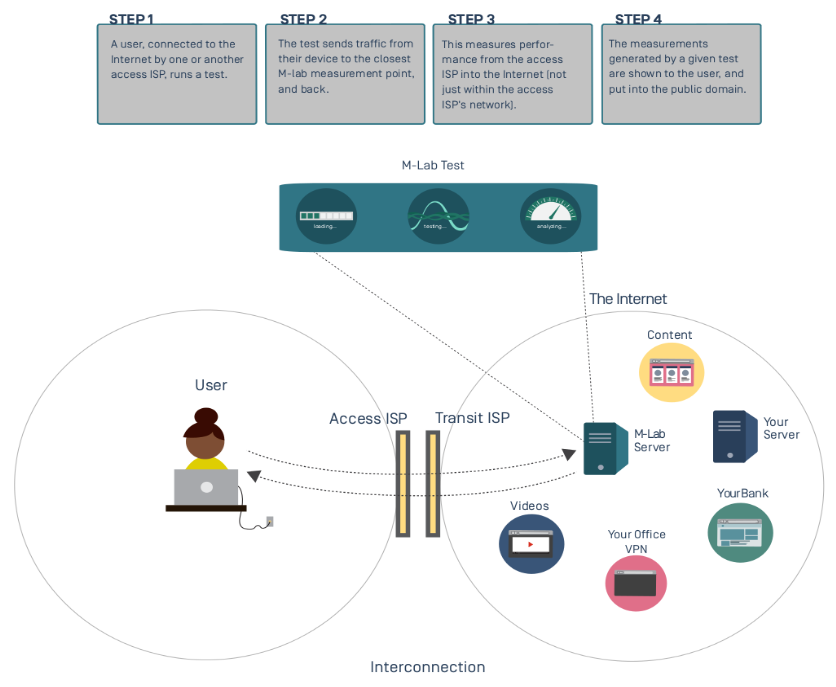 STEP 1
A user, connected to the
Internet by one or another
access ISP, runs a test.
STEP 2
The test sends traffic from
their device to the closest
M-lab measurement point,
and back.
STEP 3
This measures perfor-
mance from the access
ISP into the Internet (not
just within the access
ISP's network).
STEP 4
The measurements
generated by a given test
are shown to the user, and
put into the public domain.
M-Lab Test
loading...
testing...
analyzing...
The Internet
Content
User
Access ISP
Transit ISP
M-Lab
Server
Your
Server
Videos
YourBank
Your Office
VPN
Interconnection